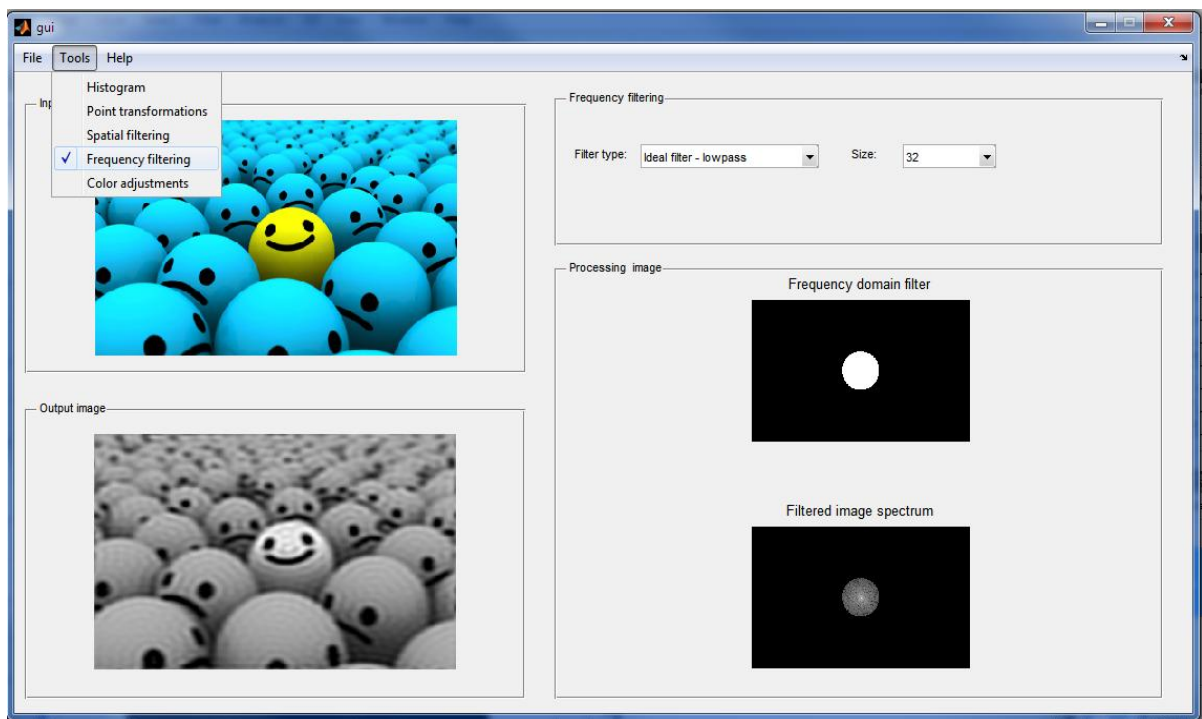 gui
File Tools Help
Histogram
Point transformations
Spatial filtering
✓ Frequency filtering
Color adjustments
Frequency filtering
Filter type: Ideal filter - lowpass Size: 32
Processing image
Frequency domain filter
Output image
Filtered image spectrum